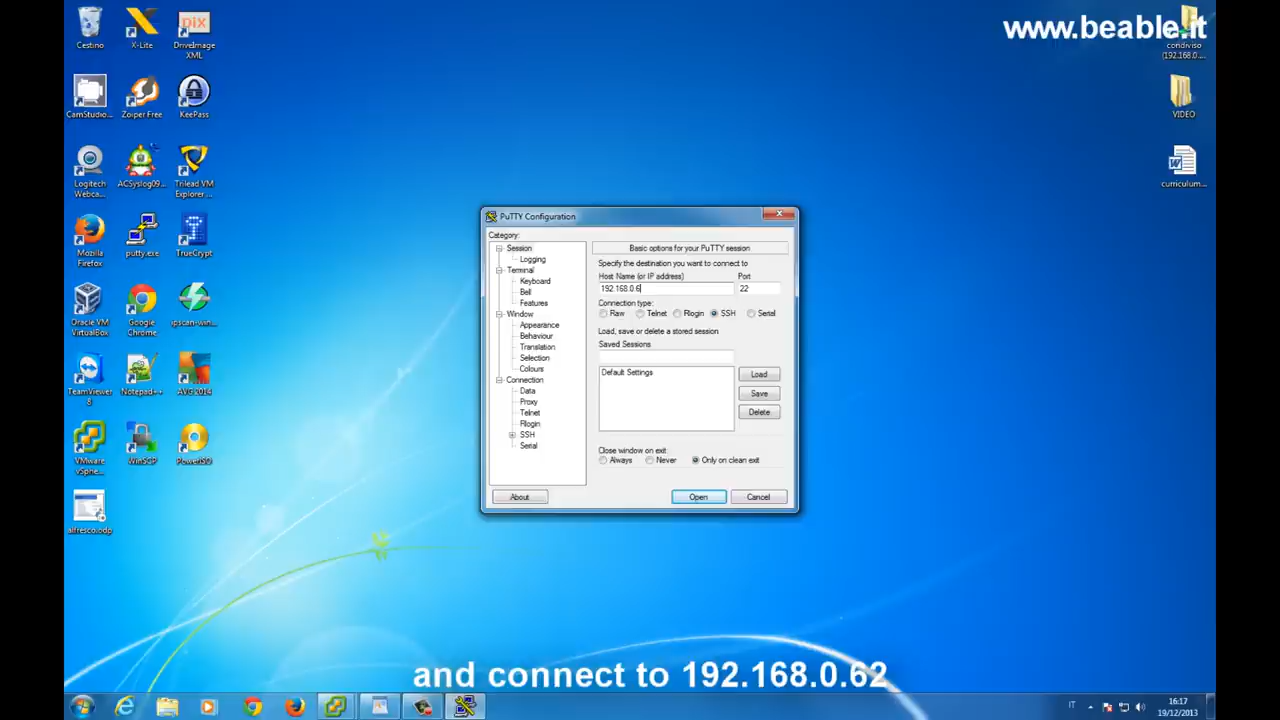 www.beable.it
Cestino
X-Lite
pix
DriveImage
XML
condiviso
(192.168.0....
CamStudio...
Zoiper Free
KeePass
VIDEO
Logitech
Webca...
ACSyslog09...
Trilead VM
Explorer ...
curriculum...
Mozilla
Firefox
putty.exe
TrueCrypt
Oracle VM
VirtualBox
Google
Chrome
ipscan-win...
TeamViewer
8
Notepad++
AVG 2014
VMware
vSphe...
WinSCP
PowerISO
alfresco.odp
PuTTY Configuration
Category:
Session
Logging
Terminal
Keyboard
Bell
Features
Window
Appearance
Behaviour
Translation
Selection
Colours
Connection
Data
Proxy
Telnet
Rlogin
SSH
Serial
Basic options for your PuTTY session
Specify the destination you want to connect to
Host Name (or IP address) Port
192.168.0.6 22
Connection type:
Raw Telnet Rlogin SSH Serial
Load, save or delete a stored session
Saved Sessions
Default Settings
Load
Save
Delete
Close window on exit:
Always Never Only on clean exit
About Open Cancel
and connect to 192.168.0.62
IT
16:17
19/12/2013